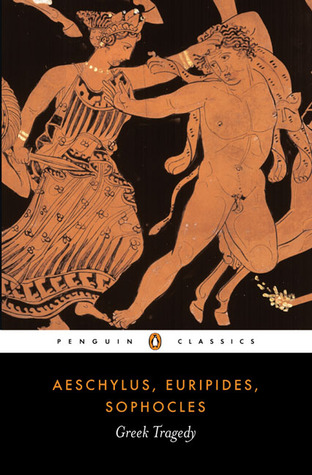 PENGUIN CLASSICS
AESCHYLUS, EURIPIDES,
SOPHOCLES
Greek Tragedy